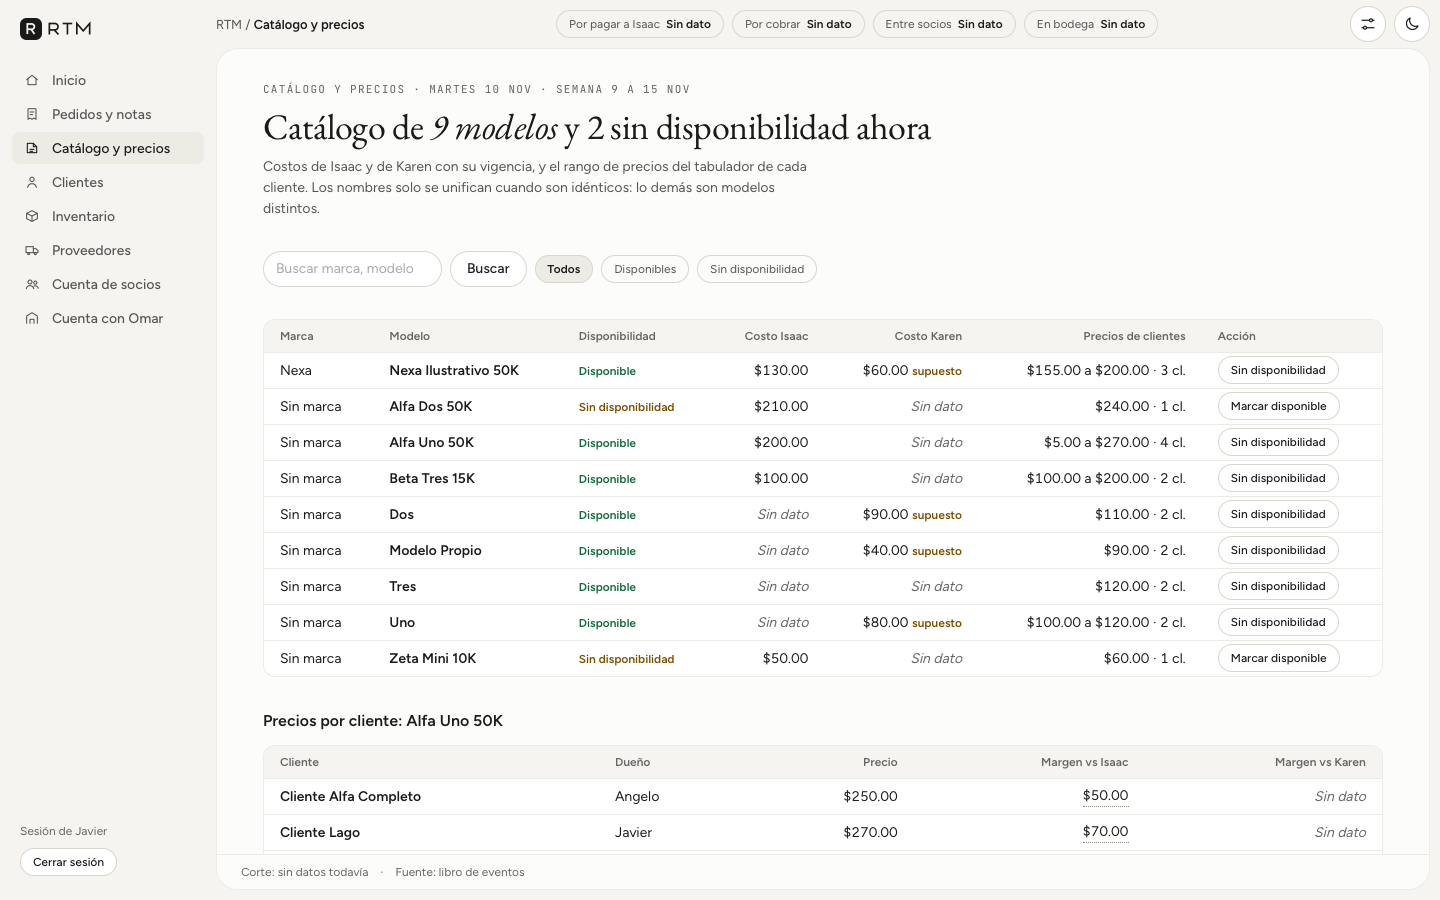 R RTM
RTM / Catálogo y precios
Por pagar a Isaac Sin dato
Por cobrar Sin dato
Entre socios Sin dato
En bodega Sin dato
Inicio
Pedidos y notas
Catálogo y precios
Clientes
Inventario
Proveedores
Cuenta de socios
Cuenta con Omar
Sesión de Javier
Cerrar sesión
CATÁLOGO Y PRECIOS · MARTES 10 NOV · SEMANA 9 A 15 NOV
Catálogo de 9 modelos y 2 sin disponibilidad ahora
Costos de Isaac y de Karen con su vigencia, y el rango de precios del tabulador de cada
cliente. Los nombres solo se unifican cuando son idénticos: lo demás son modelos
distintos.
Buscar marca, modelo Buscar Todos Disponibles Sin disponibilidad
Marca Modelo Disponibilidad Costo Isaac Costo Karen Precios de clientes Acción
Nexa Nexa Ilustrativo 50K Disponible $130.00 $60.00 supuesto $155.00 a $200.00 · 3 cl. Sin disponibilidad
Sin marca Alfa Dos 50K Sin disponibilidad $210.00 Sin dato $240.00 · 1 cl. Marcar disponible
Sin marca Alfa Uno 50K Disponible $200.00 Sin dato $5.00 a $270.00 · 4 cl. Sin disponibilidad
Sin marca Beta Tres 15K Disponible $100.00 Sin dato $100.00 a $200.00 · 2 cl. Sin disponibilidad
Sin marca Dos Disponible Sin dato $90.00 supuesto $110.00 · 2 cl. Sin disponibilidad
Sin marca Modelo Propio Disponible Sin dato $40.00 supuesto $90.00 · 2 cl. Sin disponibilidad
Sin marca Tres Disponible Sin dato Sin dato $120.00 · 2 cl. Sin disponibilidad
Sin marca Uno Disponible Sin dato $80.00 supuesto $100.00 a $120.00 · 2 cl. Sin disponibilidad
Sin marca Zeta Mini 10K Sin disponibilidad $50.00 Sin dato $60.00 · 1 cl. Marcar disponible
Precios por cliente: Alfa Uno 50K
Cliente Dueño Precio Margen vs Isaac Margen vs Karen
Cliente Alfa Completo Angelo $250.00 $50.00 Sin dato
Cliente Lago Javier $270.00 $70.00 Sin dato
Corte: sin datos todavía · Fuente: libro de eventos